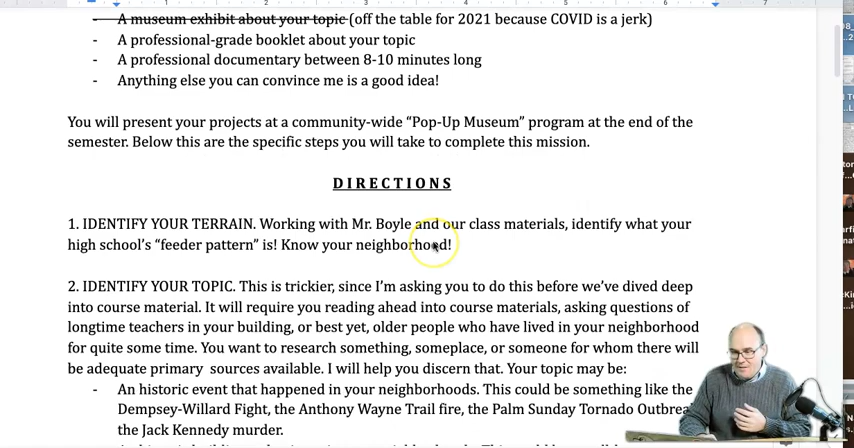 - A museum exhibit about your topic (off the table for 2021 because COVID is a jerk)
- A professional-grade booklet about your topic
- A professional documentary between 8-10 minutes long
- Anything else you can convince me is a good idea!
You will present your projects at a community-wide “Pop-Up Museum” program at the end of the
semester. Below this are the specific steps you will take to complete this mission.
DIRECTIONS
1. IDENTIFY YOUR TERRAIN. Working with Mr. Boyle and our class materials, identify what your
high school’s “feeder pattern” is! Know your neighborhood!
2. IDENTIFY YOUR TOPIC. This is trickier, since I’m asking you to do this before we’ve dived deep
into course material. It will require you reading ahead into course materials, asking questions of
longtime teachers in your building, or best yet, older people who have lived in your neighborhood
for quite some time. You want to research something, someplace, or someone for whom there will
be adequate primary sources available. I will help you discern that. Your topic may be:
- An historic event that happened in your neighborhoods. This could be something like the
Dempsey-Willard Fight, the Anthony Wayne Trail fire, the Palm Sunday Tornado
the Jack Kennedy murder.